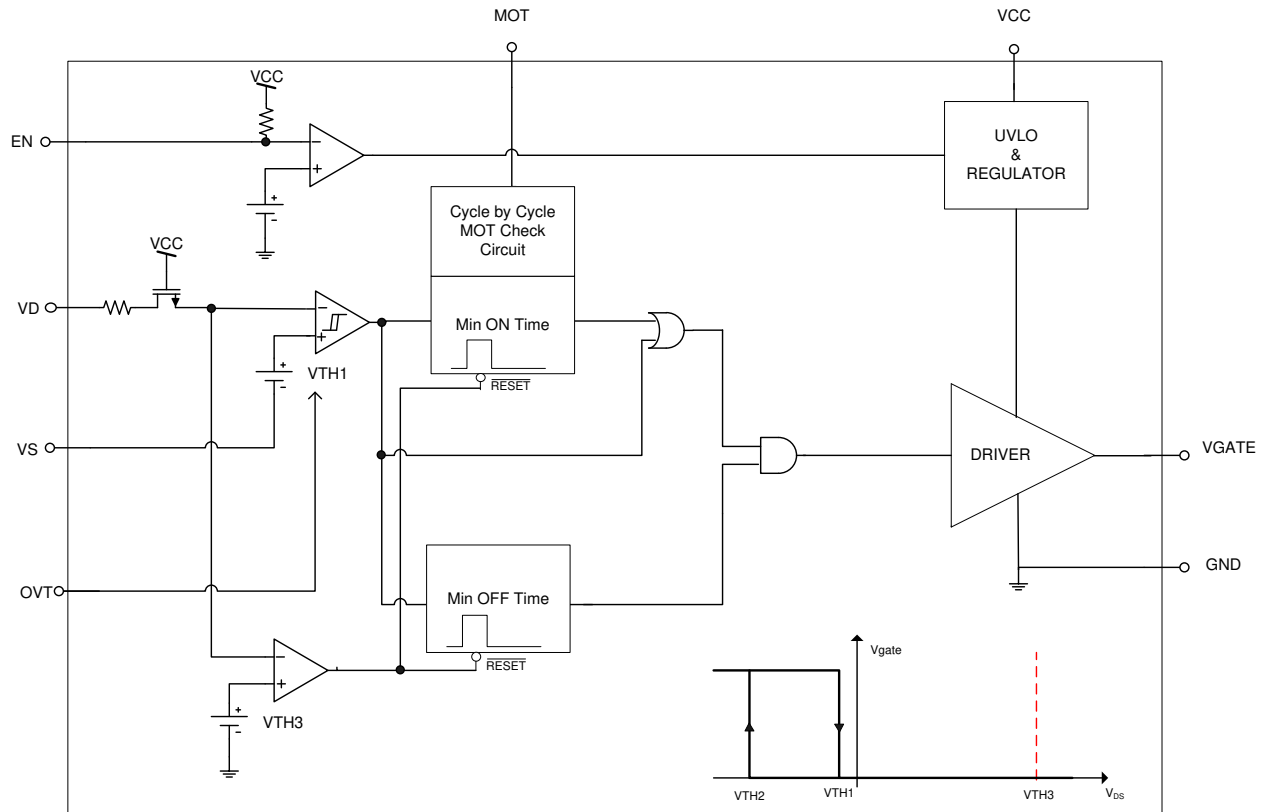 MOT
VCC
VCC
EN
−
+
+
-
UVLO
&
REGULATOR
Cycle by Cycle
MOT Check
Circuit
VCC
VD
−
+
Min ON Time
+
-
VTH1
RESET
VS
DRIVER
VGATE
OVT
GND
Min OFF Time
−
+
RESET
+
-
VTH3
Vgate
VTH2
VTH1
VTH3
VDS